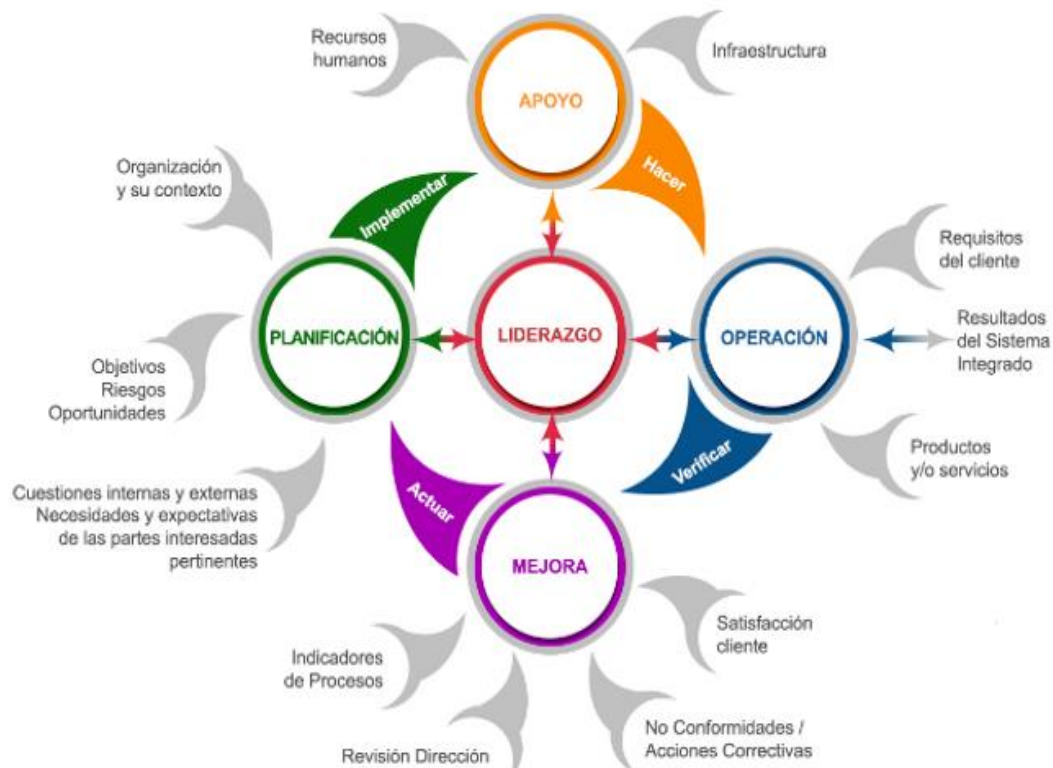 Recursos
humanos
APOYO
Infraestructura
Hacer
Implementar
Organización
y su contexto
PLANIFICACIÓN
LIDERAZGO
OPERACIÓN
Requisitos
del cliente
Resultados
del Sistema
Integrado
Objetivos
Riesgos
Oportunidades
Productos
y/o servicios
Verificar
Actuar
Cuestiones internas y externas
Necesidades y expectativas
de las partes interesadas
pertinentes
MEJORA
Satisfacción
cliente
Indicadores
de Procesos
Revisión Dirección
No Conformidades /
Acciones Correctivas